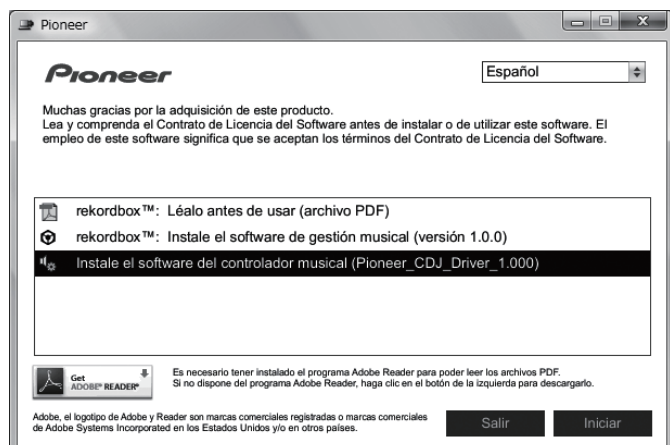 Pioneer
Pioneer
Español
Muchas gracias por la adquisición de este producto.
Lea y comprenda el Contrato de Licencia del Software antes de instalar o de utilizar este software. El
empleo de este software significa que se aceptan los términos del Contrato de Licencia del Software.
rekordbox™: Léalo antes de usar (archivo PDF)
rekordbox™: Instale el software de gestión musical (versión 1.0.0)
Instale el software del controlador musical (Pioneer_CDJ_Driver_1.000)
Get
ADOBE® READER®
Es necesario tener instalado el programa Adobe Reader para poder leer los archivos PDF.
Si no dispone del programa Adobe Reader, haga clic en el botón de la izquierda para descargarlo.
Adobe, el logotipo de Adobe y Reader son marcas comerciales registradas o marcas comerciales
de Adobe Systems Incorporated en los Estados Unidos y/o en otros países.
Salir
Iniciar